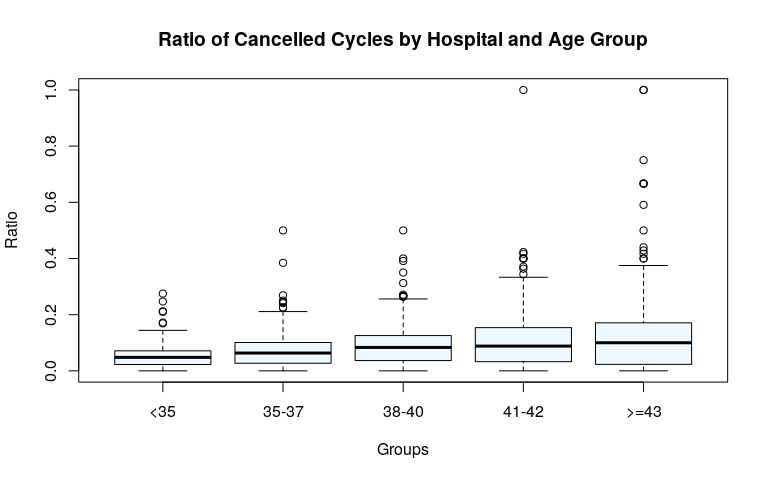 Ratio of Cancelled Cycles by Hospital and Age Group
Ratio
1.0
0.8
0.6
0.4
0.2
0.0
<35 35-37 38-40 41-42 >=43
Groups